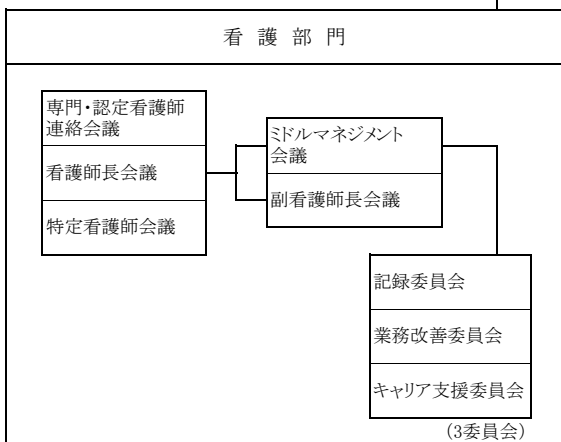 看護部門
専門・認定看護師
連絡会議
看護師長会議
特定看護師会議
ミドルマネジメント
会議
副看護師長会議
記録委員会
業務改善委員会
キャリア支援委員会
(3委員会)